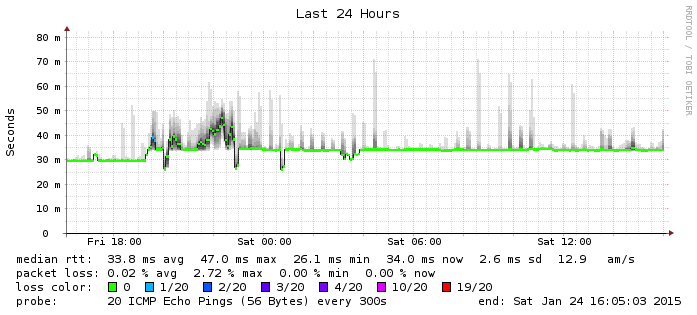 Last 24 Hours
RRDTOOL / TOBI OETIKER
Seconds
80 m
70 m
60 m
50 m
40 m
30 m
20 m
10 m
0
Fri 18:00 Sat 00:00 Sat 06:00 Sat 12:00
median rtt: 33.8 ms avg 47.0 ms max 26.1 ms min 34.0 ms now 2.6 ms sd 12.9 am/s
packet loss: 0.02 % avg 2.72 % max 0.00 % min 0.00 % now
loss color: 0 1/20 2/20 3/20 4/20 10/20 19/20
probe: 20 ICMP Echo Pings (56 Bytes) every 300s end: Sat Jan 24 16:05:03 2015